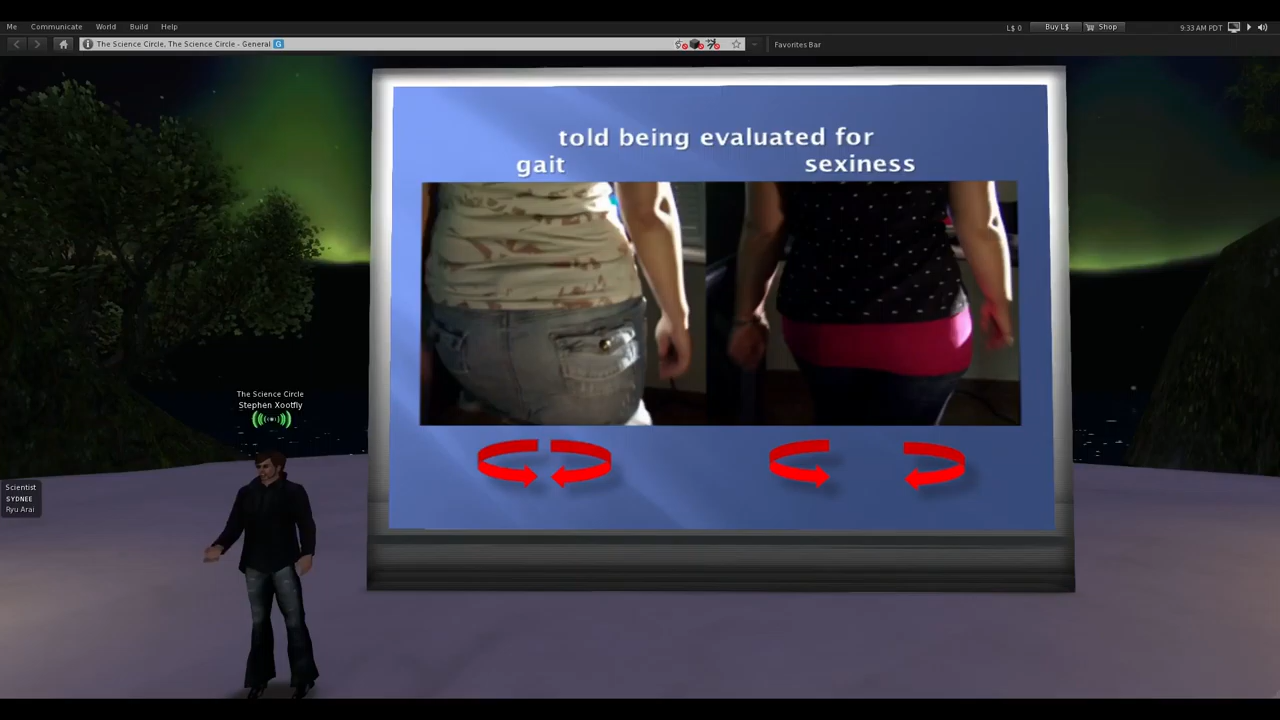 Me Communicate World Build Help
L$ 0 Buy L$ Shop 9:33 AM PDT
The Science Circle, The Science Circle - General G
Favorites Bar
told being evaluated for
gait sexiness
The Science Circle
Stephen Xootfly
Scientist
SYDNEE
Ryu Arai